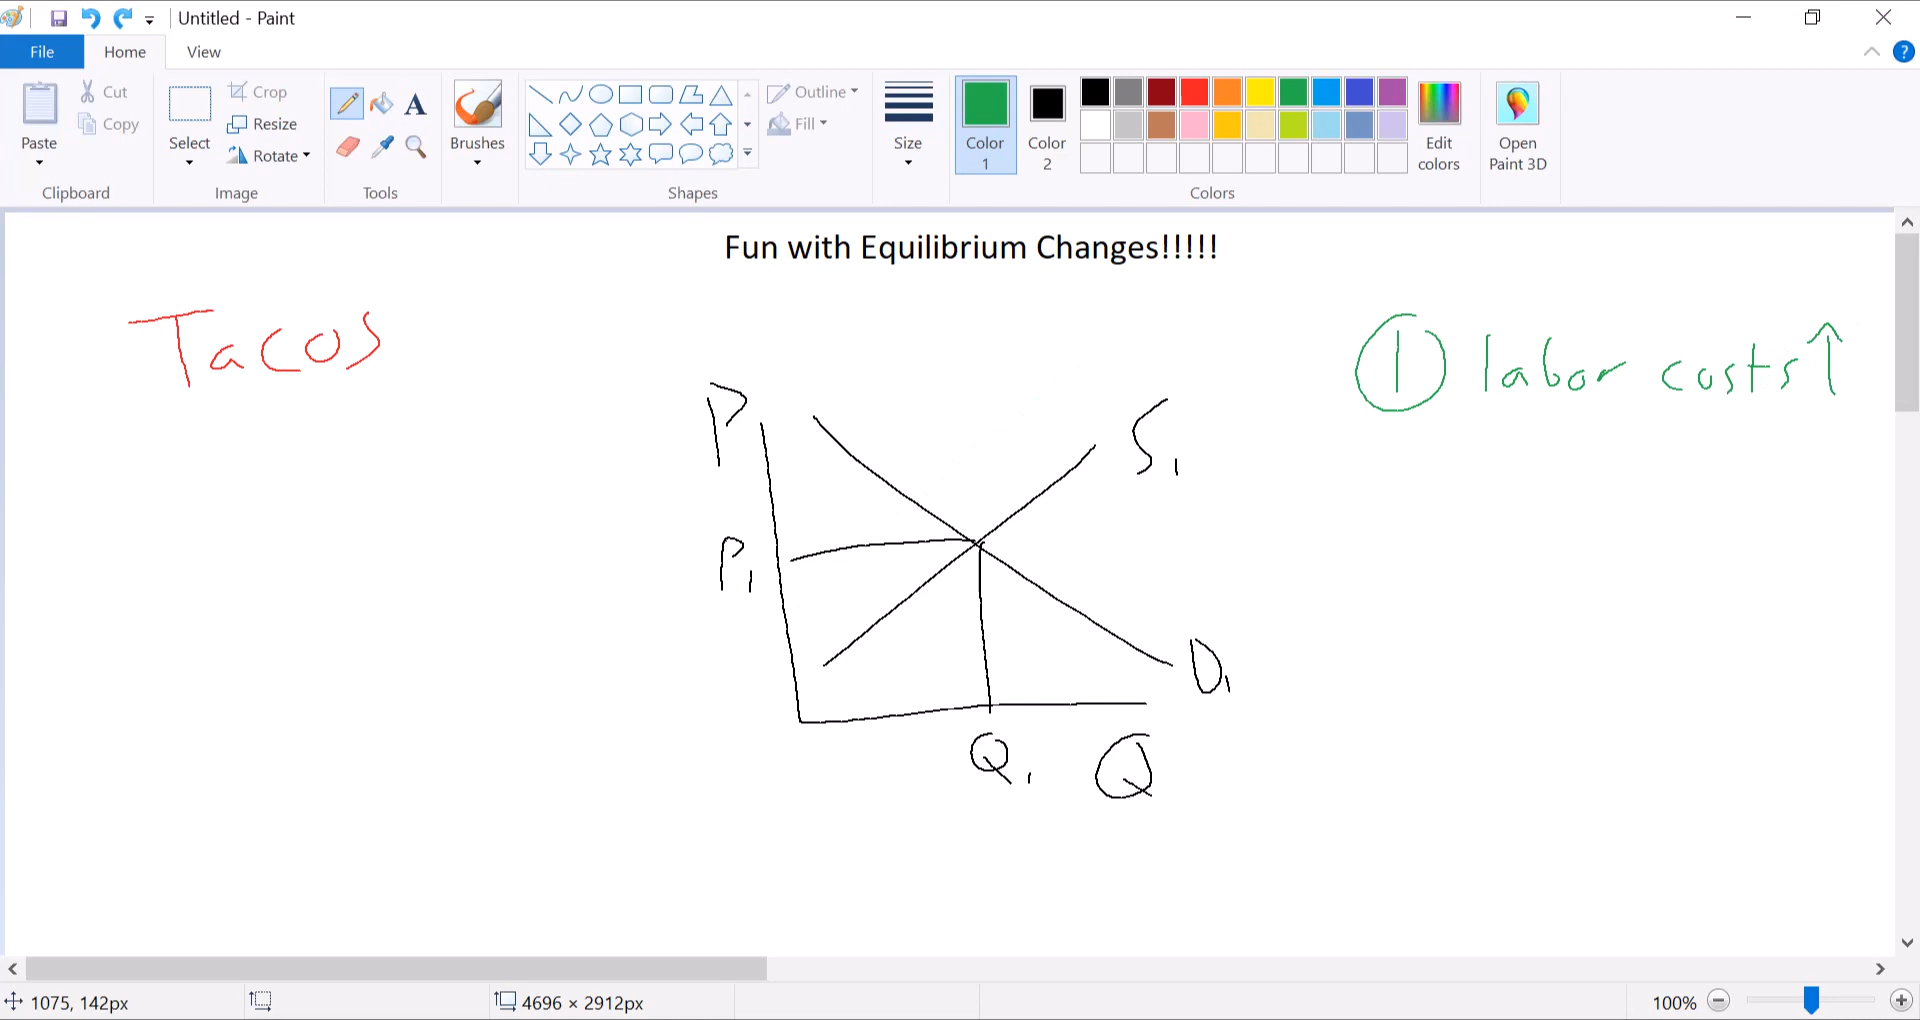 Untitled - Paint
File Home View
Paste Cut Copy Clipboard
Select Crop Resize Rotate Image
Tools
A
Brushes
Shapes
Outline Fill
Size
Color 1
Color 2
Edit colors
Colors
Open Paint 3D
?
Fun with Equilibrium Changes!!!!!
Tacos
① labor costs↑
P
S₁
P₁
D₁
Q₁ Q
1075, 142px
4696 × 2912px
100%